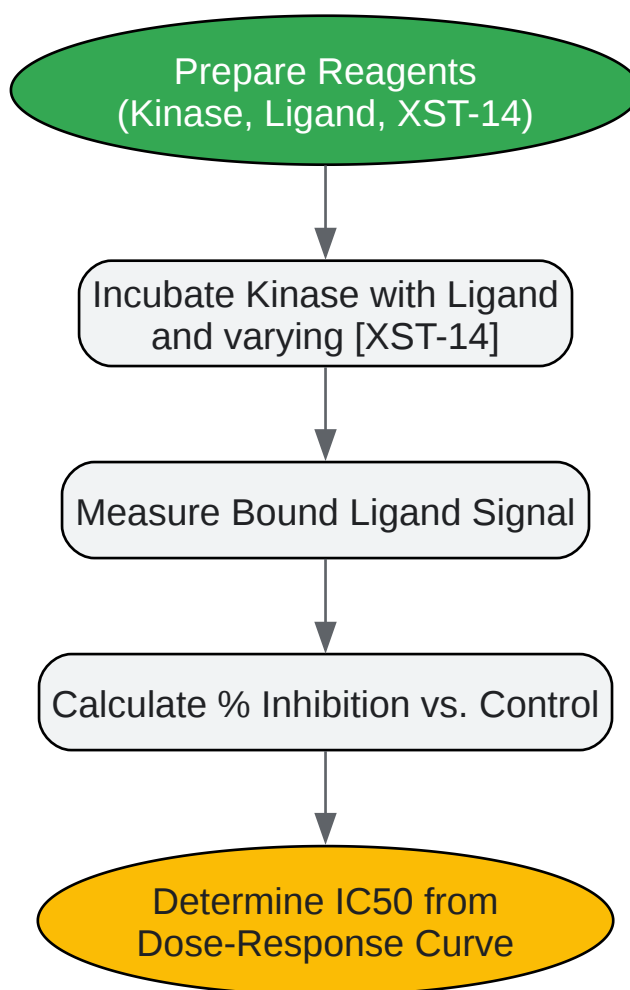 Prepare Reagents
(Kinase, Ligand, XST-14)
Incubate Kinase with Ligand
and varying [XST-14]
Measure Bound Ligand Signal
Calculate % Inhibition vs. Control
Determine IC50 from
Dose-Response Curve